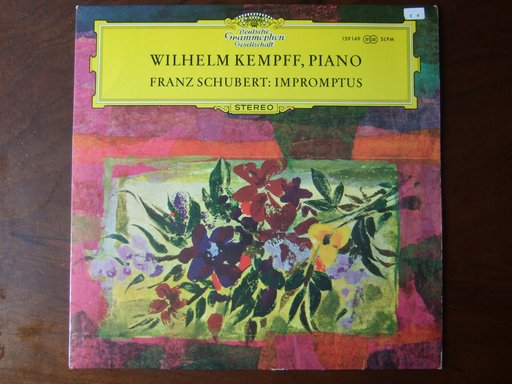 Deutsche
Grammophon
Gesellschaft
139 149 SLPM
WILHELM KEMPFF, PIANO
FRANZ SCHUBERT: IMPROMPTUS
STEREO